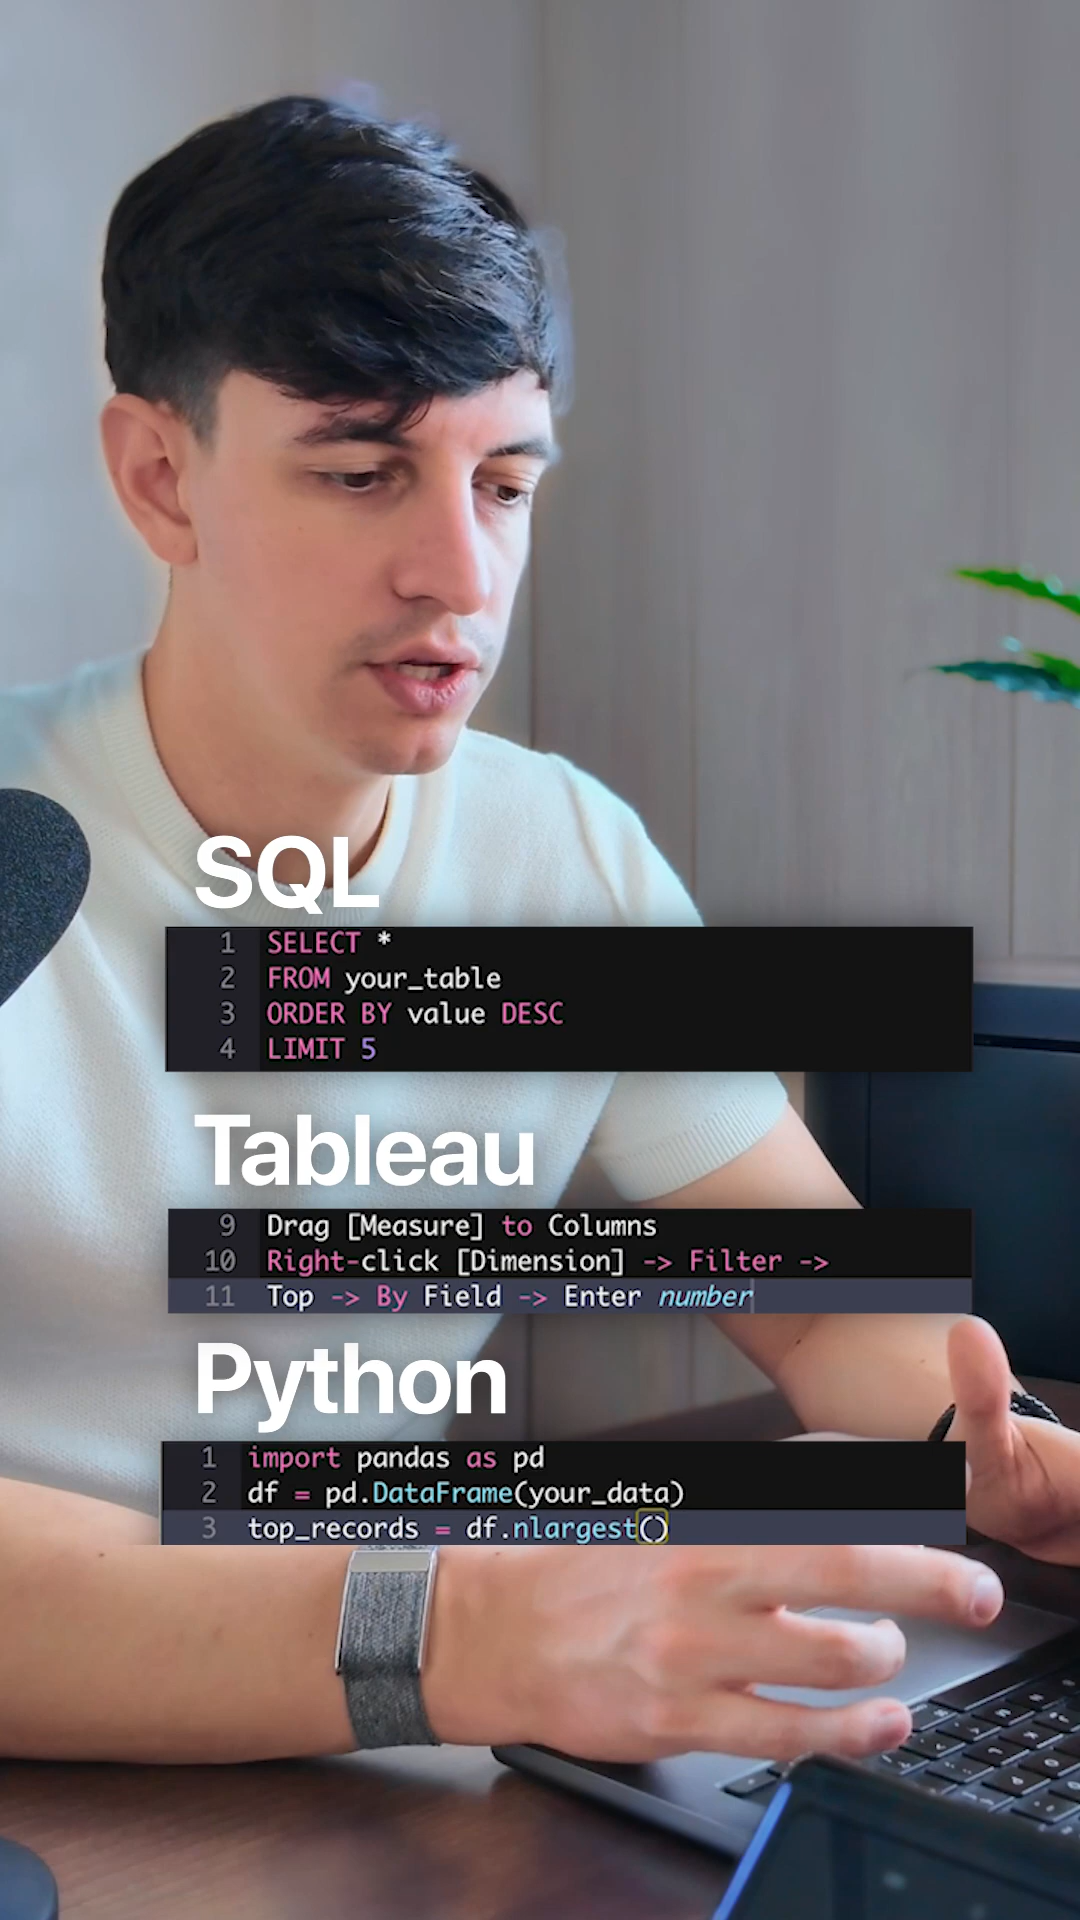 SQL
1 SELECT *
2 FROM your_table
3 ORDER BY value DESC
4 LIMIT 5
Tableau
9 Drag [Measure] to Columns
10 Right-click [Dimension] -> Filter ->
11 Top -> By Field -> Enter number
Python
1 import pandas as pd
2 df = pd.DataFrame(your_data)
3 top_records = df.nlargest()